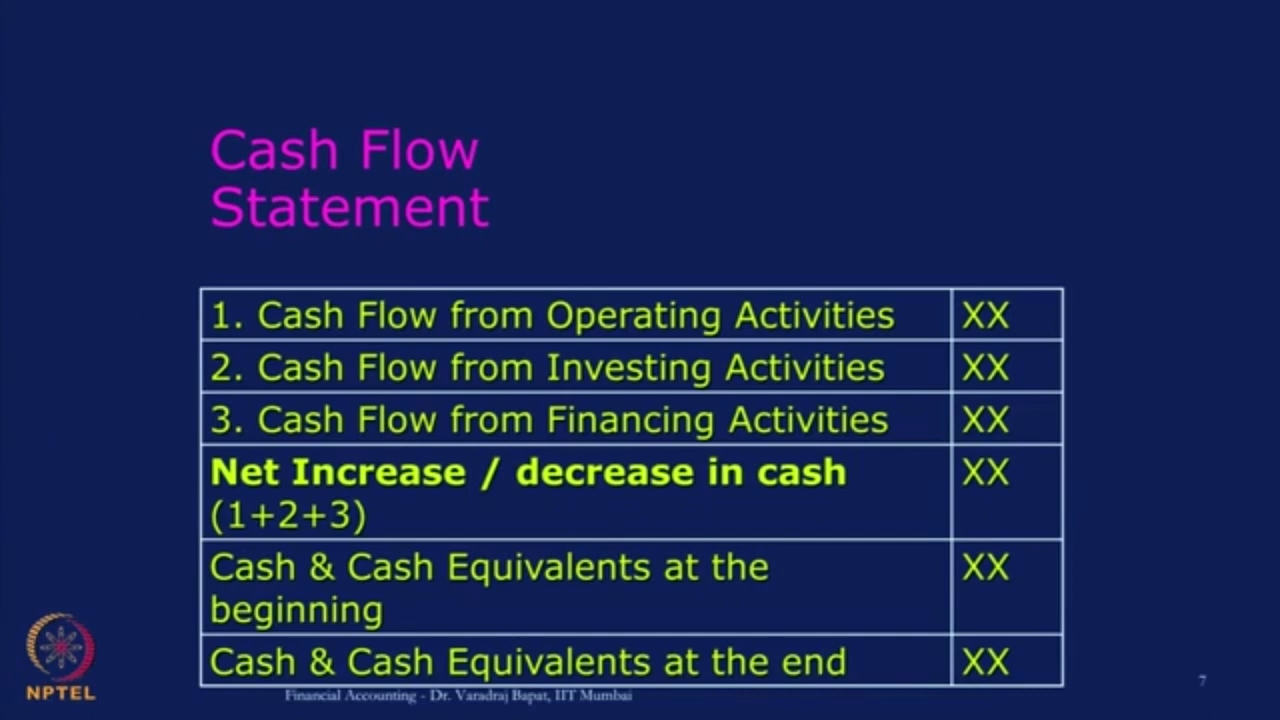 Cash Flow
Statement
1. Cash Flow from Operating Activities XX
2. Cash Flow from Investing Activities XX
3. Cash Flow from Financing Activities XX
Net Increase / decrease in cash XX
(1+2+3)
Cash & Cash Equivalents at the XX
beginning
Cash & Cash Equivalents at the end XX
NPTEL
Financial Accounting - Dr. Varadraj Bapat, IIT Mumbai
7